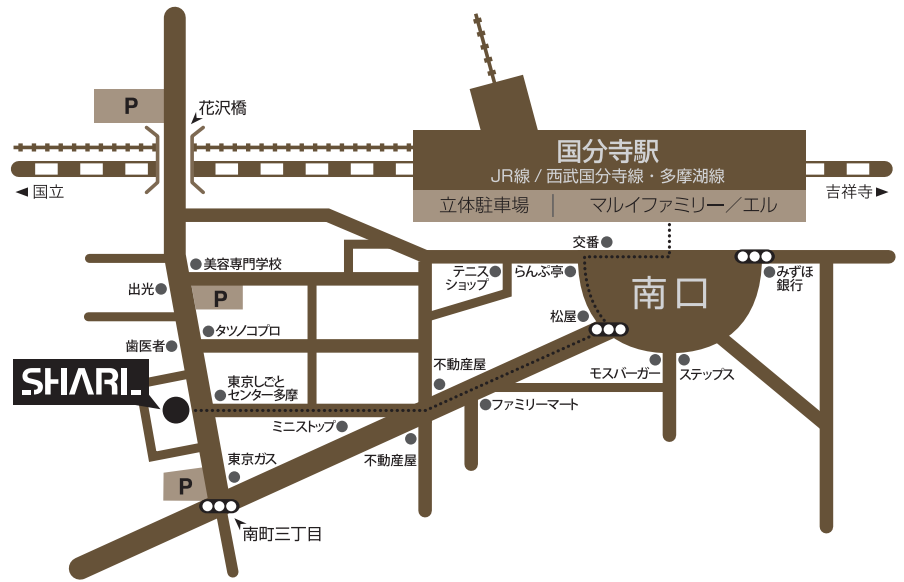 P
花沢橋
国分寺駅
JR線 / 西武国分寺線・多摩湖線
国立
吉祥寺
立体駐車場
マルイファミリー／エル
交番
美容専門学校
テニス
ショップ
らんぷ亭
みずほ
銀行
出光
P
南口
タツノコプロ
松屋
歯医者
不動産屋
モスバーガー
ステップス
SHARI_
東京しごと
センター多摩
ファミリーマート
ミニストップ
東京ガス
不動産屋
P
南町三丁目